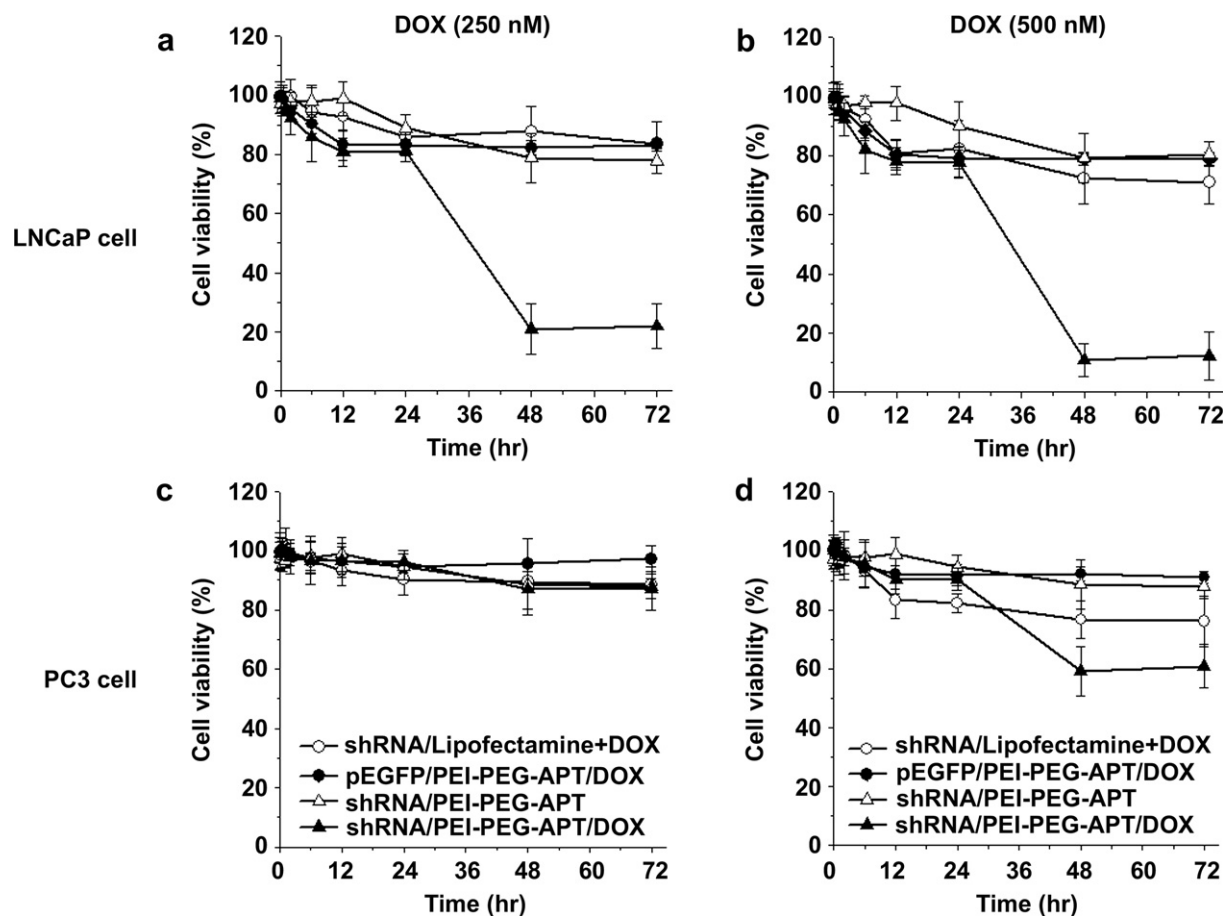 DOX (250 nM)
DOX (500 nM)
a
b
LNCaP cell
Cell viability (%)
120
100
80
60
40
20
0
0 12 24 36 48 60 72
Time (hr)
Cell viability (%)
120
100
80
60
40
20
0
0 12 24 36 48 60 72
Time (hr)
c
d
PC3 cell
Cell viability (%)
120
100
80
60
40
20
0
shRNA/Lipofectamine+DOX
pEGFP/PEI-PEG-APT/DOX
shRNA/PEI-PEG-APT
shRNA/PEI-PEG-APT/DOX
0 12 24 36 48 60 72
Time (hr)
Cell viability (%)
120
100
80
60
40
20
0
shRNA/Lipofectamine+DOX
pEGFP/PEI-PEG-APT/DOX
shRNA/PEI-PEG-APT
shRNA/PEI-PEG-APT/DOX
0 12 24 36 48 60 72
Time (hr)